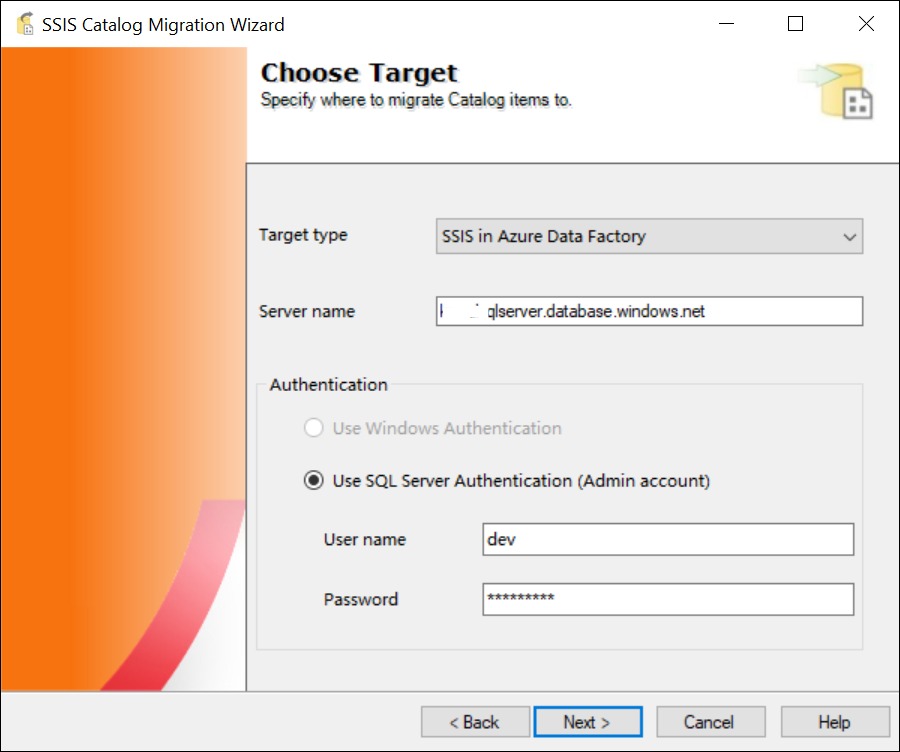 SSIS Catalog Migration Wizard
Choose Target
Specify where to migrate Catalog items to.
Target type
SSIS in Azure Data Factory
Server name
qlserver.database.windows.net
Authentication
Use Windows Authentication
Use SQL Server Authentication (Admin account)
User name
dev
Password
*********
< Back
Next >
Cancel
Help